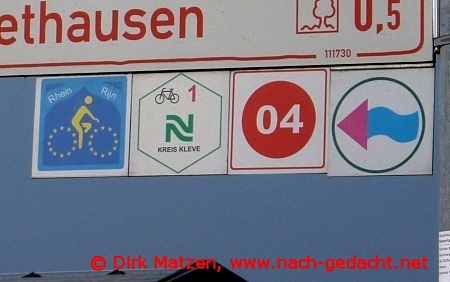 ethausen 0,5
111730
Rhein Rijn
1
KREIS KLEVE
04
© Dirk Matzen, www.nach-gedacht.net